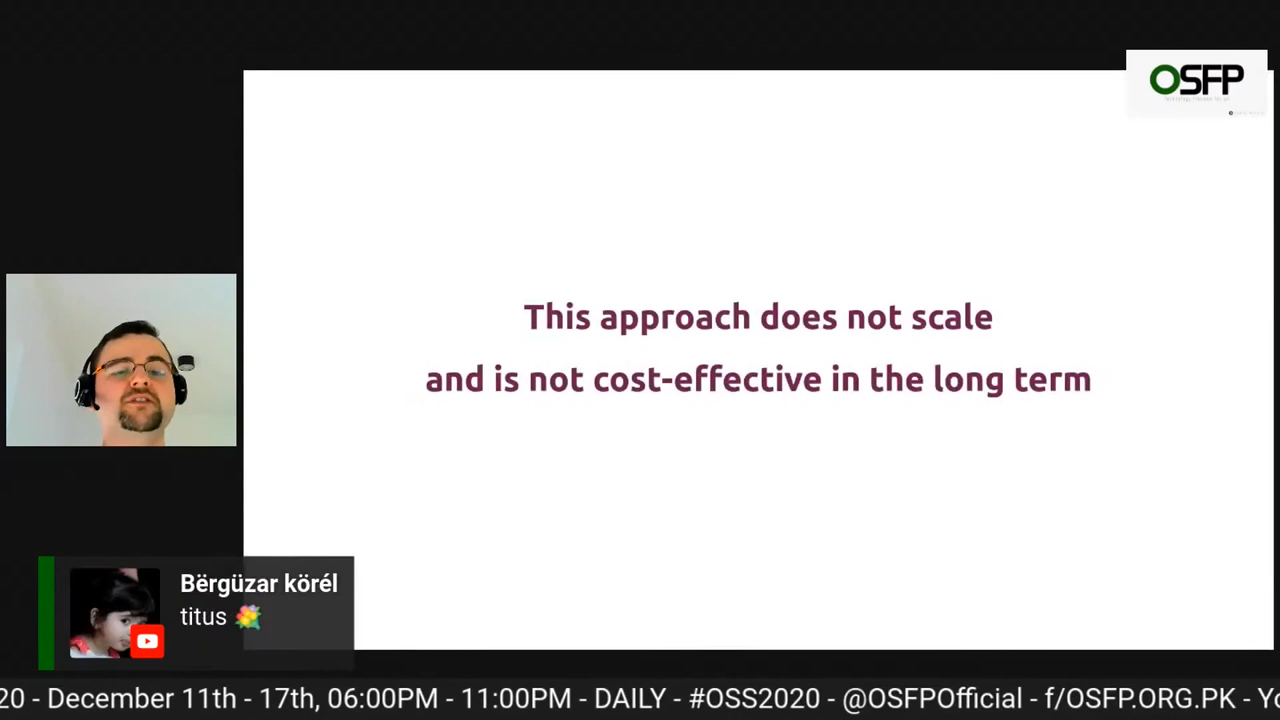 OSFP
This approach does not scale
and is not cost-effective in the long term
Bërgüzar körél
titus 💐
20 - December 11th - 17th, 06:00PM - 11:00PM - DAILY - #OSS2020 - @OSFPOfficial - f/OSFP.ORG.PK - Yo